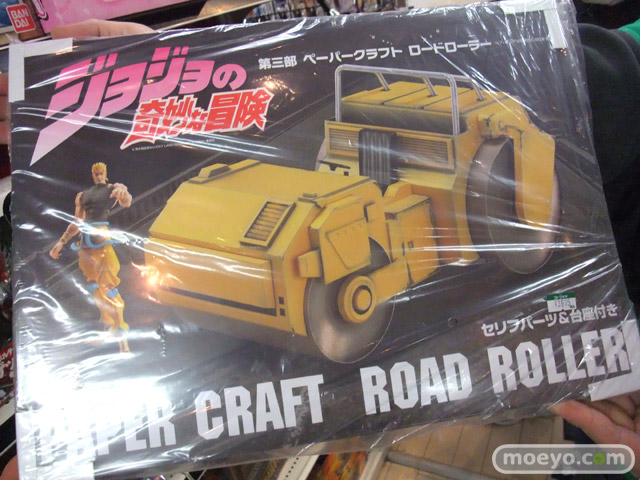 BAN
DAI
ジョジョの
奇妙な冒険
第三部 ペーパークラフト ロードローラー
セリフパーツ&台座付き
PAPER CRAFT ROAD ROLLER
moeyo.com